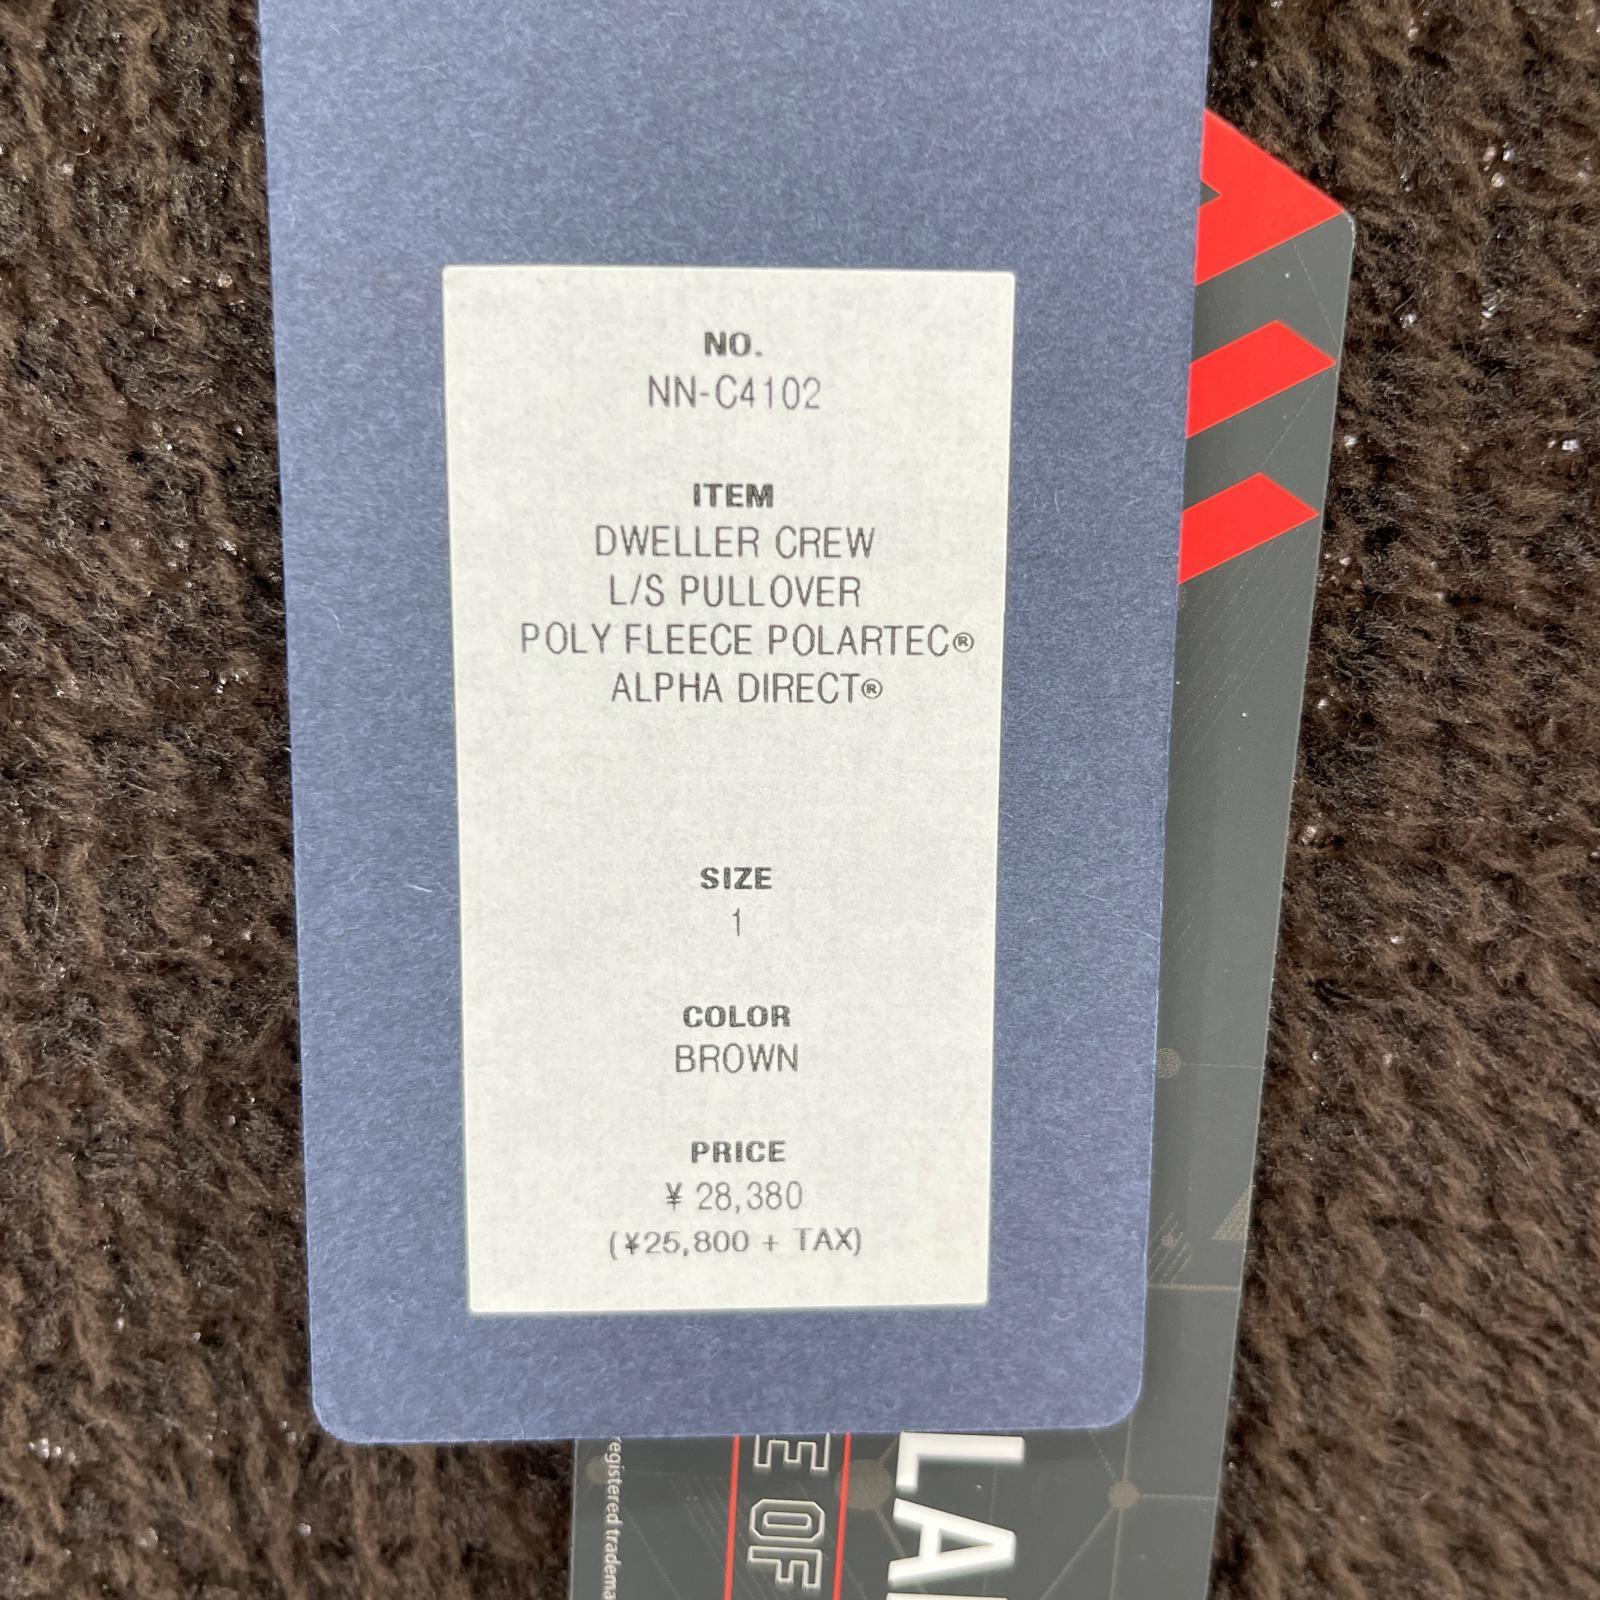 NO.
NN-C4102
ITEM
DWELLER CREW
L/S PULLOVER
POLY FLEECE POLARTEC®
ALPHA DIRECT®
SIZE
1
COLOR
BROWN
PRICE
¥ 28,380
(¥25,800 + TAX)
registered
OF